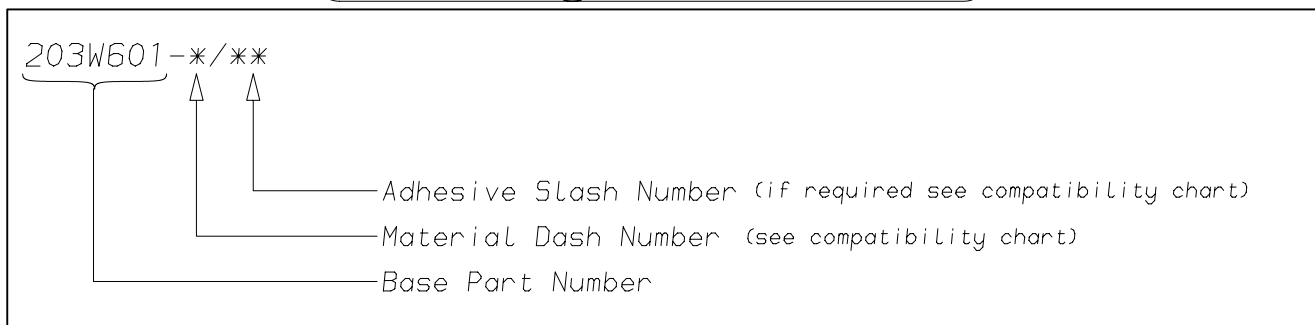 203W601-*/**
Adhesive Slash Number (if required see compatibility chart)
Material Dash Number (see compatibility chart)
Base Part Number